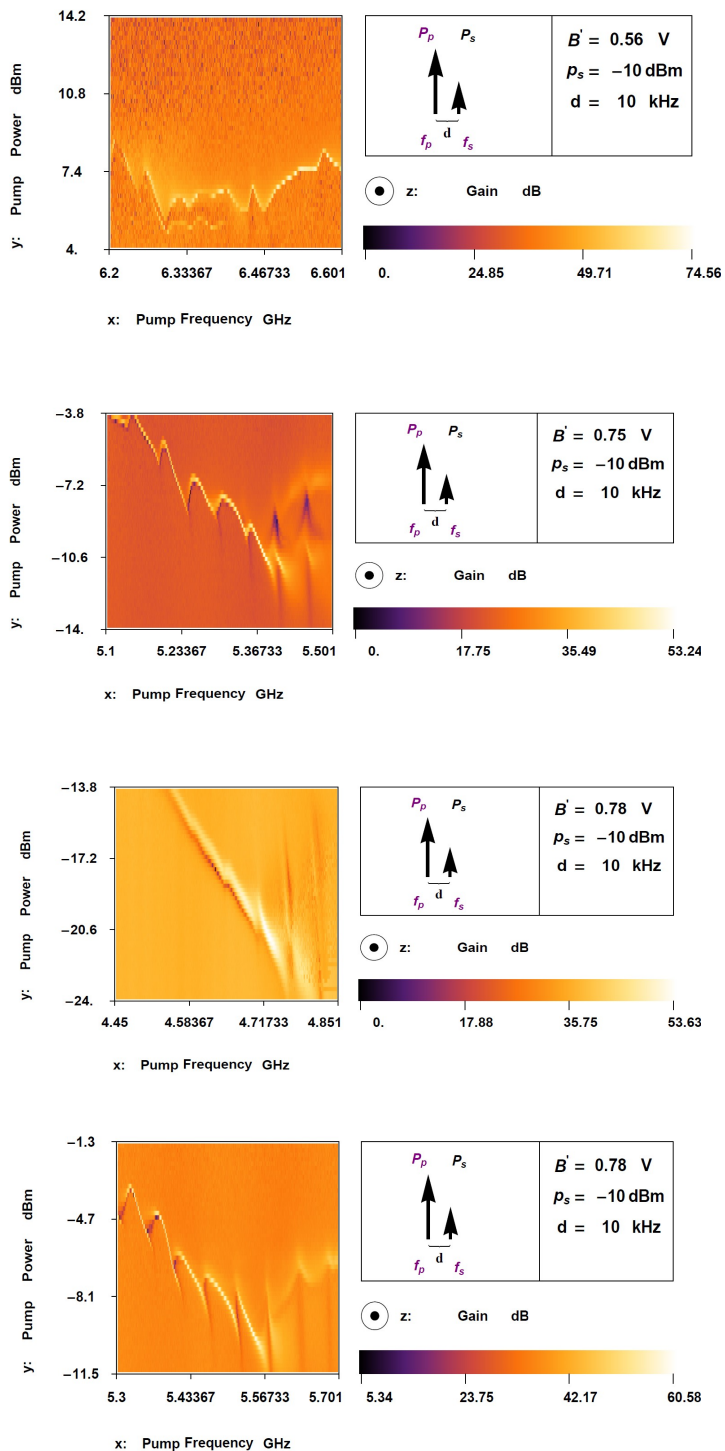 14.2
10.8
7.4
4.
y: Pump Power dBm
6.2 6.33367 6.46733 6.601
x: Pump Frequency GHz
Pp Ps
d
fp fs
B' = 0.56 V
ps = −10 dBm
d = 10 kHz
z: Gain dB
0. 24.85 49.71 74.56
−3.8
−7.2
−10.6
−14.
y: Pump Power dBm
5.1 5.23367 5.36733 5.501
x: Pump Frequency GHz
Pp Ps
d
fp fs
B' = 0.75 V
ps = −10 dBm
d = 10 kHz
z: Gain dB
0. 17.75 35.49 53.24
−13.8
−17.2
−20.6
−24.
y: Pump Power dBm
4.45 4.58367 4.71733 4.851
x: Pump Frequency GHz
Pp Ps
d
fp fs
B' = 0.78 V
ps = −10 dBm
d = 10 kHz
z: Gain dB
0. 17.88 35.75 53.63
−1.3
−4.7
−8.1
−11.5
y: Pump Power dBm
5.3 5.43367 5.56733 5.701
x: Pump Frequency GHz
Pp Ps
d
fp fs
B' = 0.78 V
ps = −10 dBm
d = 10 kHz
z: Gain dB
5.34 23.75 42.17 60.58